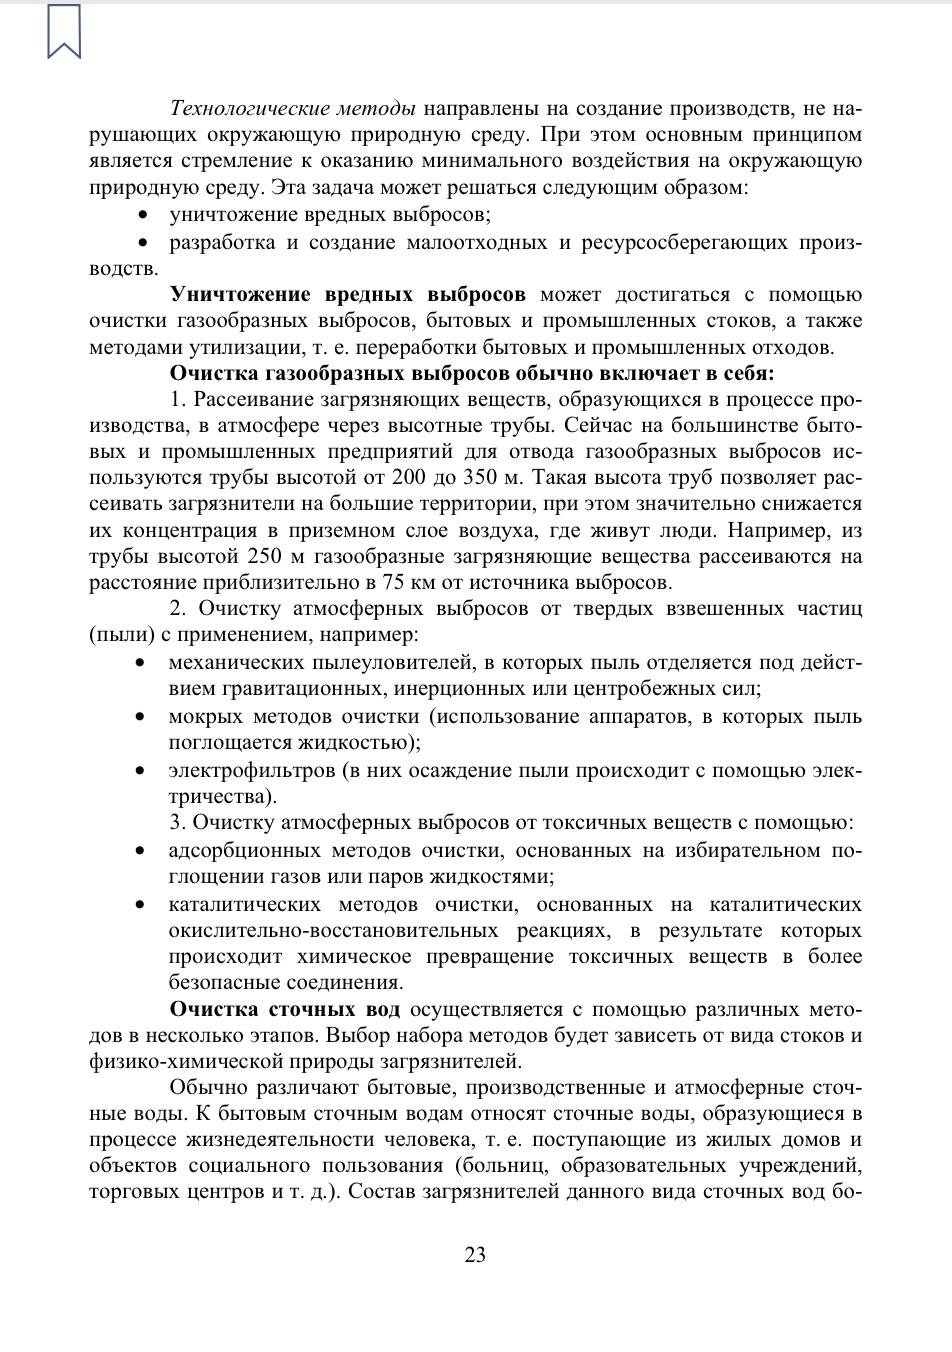 Технологические методы направлены на создание производств, не на-
рушающих окружающую природную среду. При этом основным принципом
является стремление к оказанию минимального воздействия на окружающую
природную среду. Эта задача может решаться следующим образом:
• уничтожение вредных выбросов;
• разработка и создание малоотходных и ресурсосберегающих произ-
водств.
Уничтожение вредных выбросов может достигаться с помощью
очистки газообразных выбросов, бытовых и промышленных стоков, а также
методами утилизации, т. е. переработки бытовых и промышленных отходов.
Очистка газообразных выбросов обычно включает в себя:
1. Рассеивание загрязняющих веществ, образующихся в процессе про-
изводства, в атмосфере через высотные трубы. Сейчас на большинстве быто-
вых и промышленных предприятий для отвода газообразных выбросов ис-
пользуются трубы высотой от 200 до 350 м. Такая высота труб позволяет рас-
сеивать загрязнители на большие территории, при этом значительно снижается
их концентрация в приземном слое воздуха, где живут люди. Например, из
трубы высотой 250 м газообразные загрязняющие вещества рассеиваются на
расстояние приблизительно в 75 км от источника выбросов.
2. Очистку атмосферных выбросов от твердых взвешенных частиц
(пыли) с применением, например:
• механических пылеуловителей, в которых пыль отделяется под дейст-
вием гравитационных, инерционных или центробежных сил;
• мокрых методов очистки (использование аппаратов, в которых пыль
поглощается жидкостью);
• электрофильтров (в них осаждение пыли происходит с помощью элек-
тричества).
3. Очистку атмосферных выбросов от токсичных веществ с помощью:
• адсорбционных методов очистки, основанных на избирательном по-
глощении газов или паров жидкостями;
• каталитических методов очистки, основанных на каталитических
окислительно-восстановительных реакциях, в результате которых
происходит химическое превращение токсичных веществ в более
безопасные соединения.
Очистка сточных вод осуществляется с помощью различных мето-
дов в несколько этапов. Выбор набора методов будет зависеть от вида стоков и
физико-химической природы загрязнителей.
Обычно различают бытовые, производственные и атмосферные сточ-
ные воды. К бытовым сточным водам относят сточные воды, образующиеся в
процессе жизнедеятельности человека, т. е. поступающие из жилых домов и
объектов социального пользования (больниц, образовательных учреждений,
торговых центров и т. д.). Состав загрязнителей данного вида сточных вод бо-
23